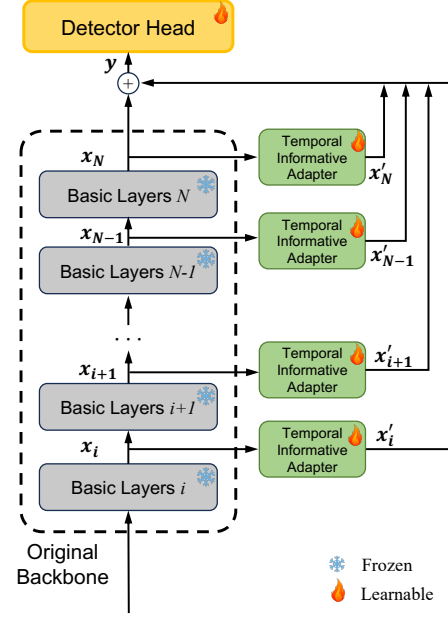 Detector Head
y
+
x_N
Temporal
Informative
Adapter
x'_N
Basic Layers N
x_{N-1}
Temporal
Informative
Adapter
x'_{N-1}
Basic Layers N-1
...
x_{i+1}
Temporal
Informative
Adapter
x'_{i+1}
Basic Layers i+1
x_i
Temporal
Informative
Adapter
x'_i
Basic Layers i
Original
Backbone
Frozen
Learnable